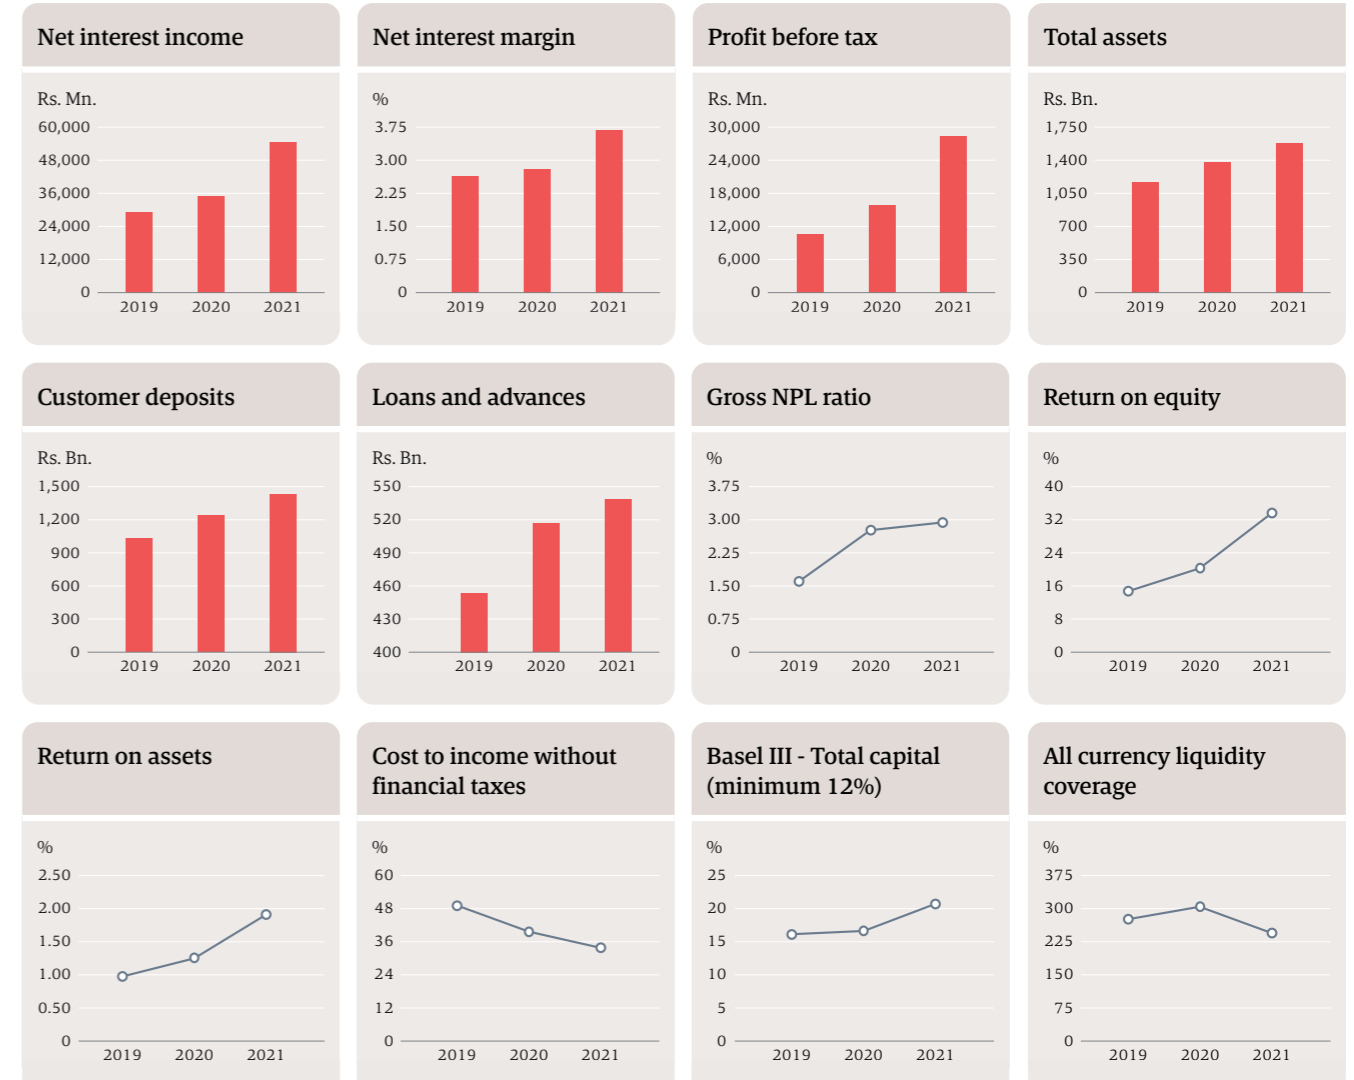 Net interest income
Rs. Mn.
60,000
48,000
36,000
24,000
12,000
0
2019 2020 2021
Net interest margin
%
3.75
3.00
2.25
1.50
0.75
0
2019 2020 2021
Profit before tax
Rs. Mn.
30,000
24,000
18,000
12,000
6,000
0
2019 2020 2021
Total assets
Rs. Bn.
1,750
1,400
1,050
700
350
0
2019 2020 2021
Customer deposits
Rs. Bn.
1,500
1,200
900
600
300
0
2019 2020 2021
Loans and advances
Rs. Bn.
550
520
490
460
430
400
2019 2020 2021
Gross NPL ratio
%
3.75
3.00
2.25
1.50
0.75
0
2019 2020 2021
Return on equity
%
40
32
24
16
8
0
2019 2020 2021
Return on assets
%
2.50
2.00
1.50
1.00
0.50
0
2019 2020 2021
Cost to income without
financial taxes
%
60
48
36
24
12
0
2019 2020 2021
Basel III - Total capital
(minimum 12%)
%
25
20
15
10
5
0
2019 2020 2021
All currency liquidity
coverage
%
375
300
225
150
75
0
2019 2020 2021